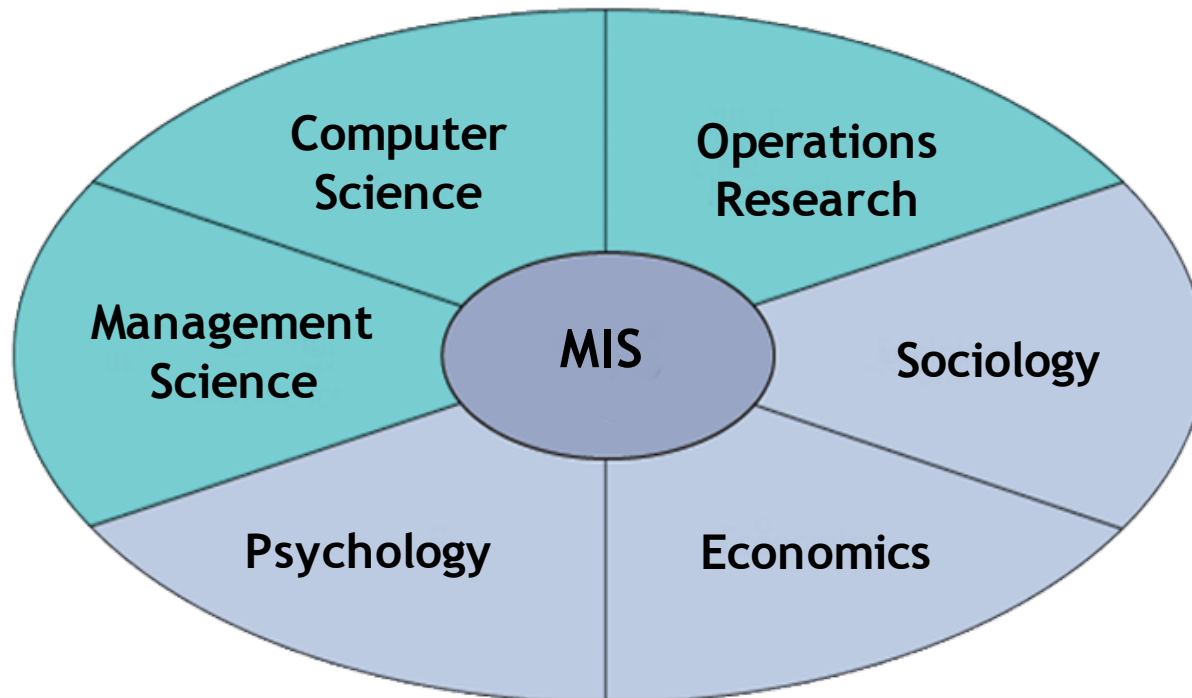 Computer
Science
Operations
Research
Management
Science
MIS
Sociology
Psychology
Economics